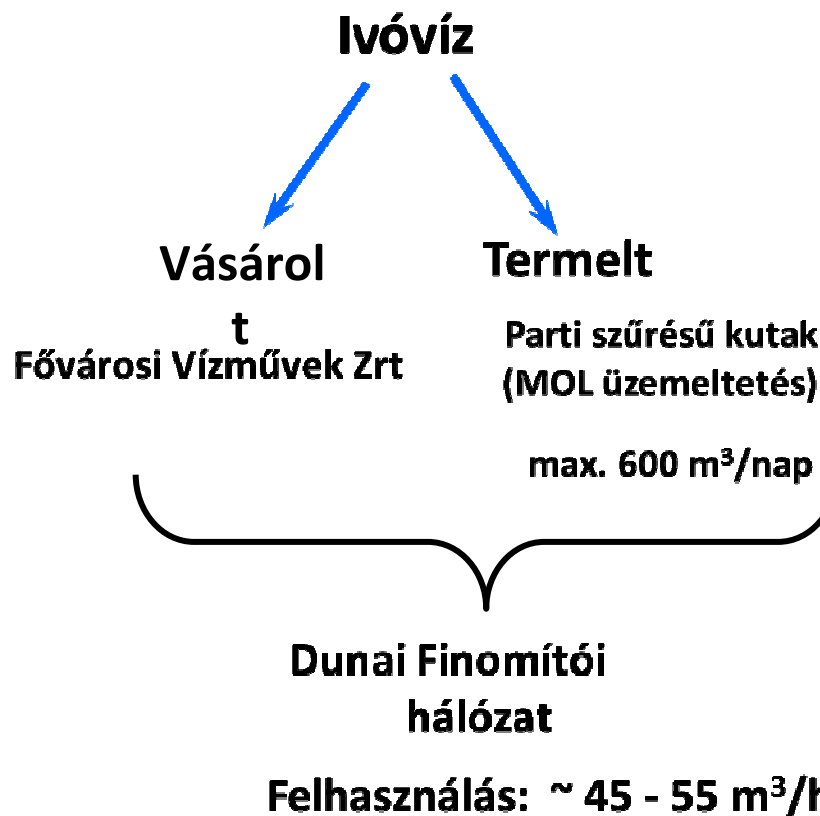 Ivóvíz
Vásárol
t
Fővárosi Vízművek Zrt
Termelt
Parti szűrésű kutak
(MOL üzemeltetés)
max. 600 m³/nap
Dunai Finomítói
hálózat
Felhasználás: ~ 45 - 55 m³/h